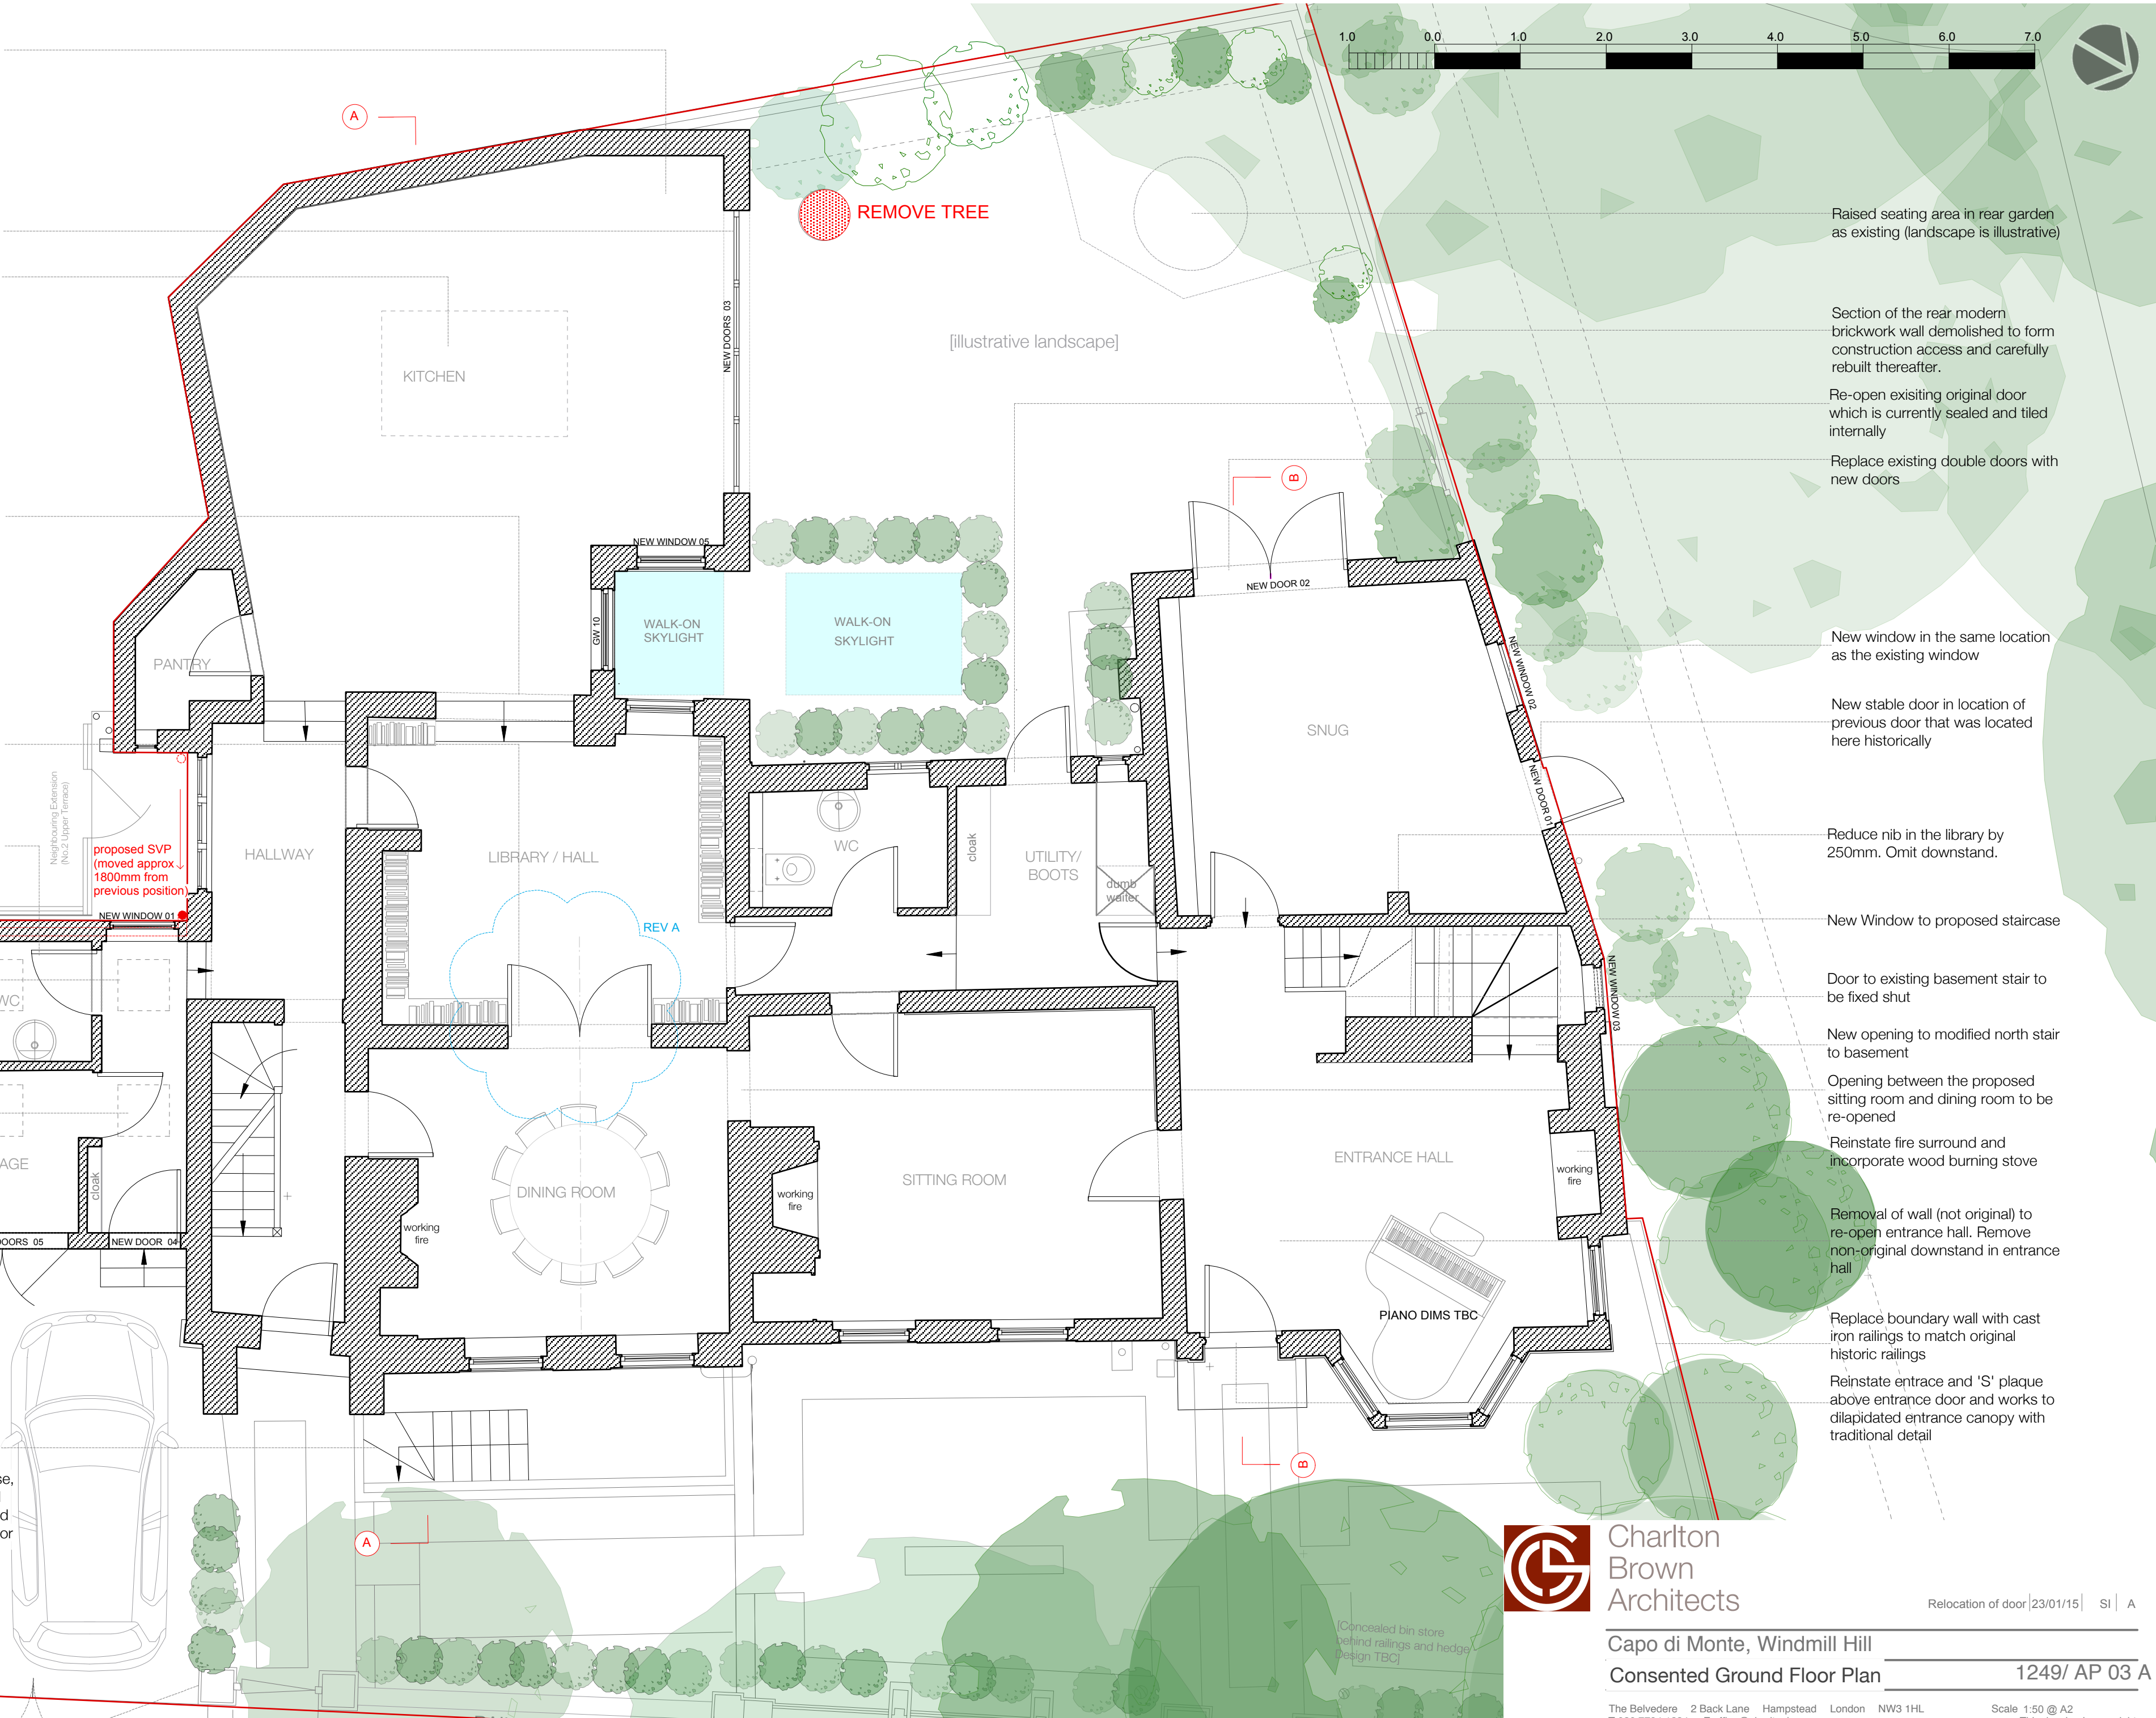 1.0 0.0 1.0 2.0 3.0 4.0 5.0 6.0 7.0
A
REMOVE TREE
Raised seating area in rear garden
as existing (landscape is illustrative)
Section of the rear modern
brickwork wall demolished to form
construction access and carefully
rebuilt thereafter.
[illustrative landscape]
NEW DOORS 03
KITCHEN
Re-open exisiting original door
which is currently sealed and tiled
internally
Replace existing double doors with
new doors
B
NEW WINDOW 05
NEW DOOR 02
GW 10
WALK-ON
SKYLIGHT
WALK-ON
SKYLIGHT
PANTRY
NEW WINDOW 02
New window in the same location
as the existing window
SNUG
New stable door in location of
previous door that was located
here historically
NEW DOOR 01
Neighbouring Extension
(No.2 Upper Terrace)
proposed SVP
(moved approx
1800mm from
previous position)
NEW WINDOW 01
HALLWAY
LIBRARY / HALL
WC
cloak
UTILITY/
BOOTS
dumb
waiter
Reduce nib in the library by
250mm. Omit downstand.
REV A
New Window to proposed staircase
NEW WINDOW 03
WC
Door to existing basement stair to
be fixed shut
New opening to modified north stair
to basement
Opening between the proposed
sitting room and dining room to be
re-opened
Reinstate fire surround and
incorporate wood burning stove
AGE
cloak
DINING ROOM
working
fire
working
fire
SITTING ROOM
ENTRANCE HALL
working
fire
Removal of wall (not original) to
re-open entrance hall. Remove
non-original downstand in entrance
hall
OORS 05
NEW DOOR 04
PIANO DIMS TBC
Replace boundary wall with cast
iron railings to match original
historic railings
Reinstate entrace and 'S' plaque
above entrance door and works to
dilapidated entrance canopy with
traditional detail
B
A
se,
d
or
[Concealed bin store
behind railings and hedge
Design TBC]
Charlton
Brown
Architects
Relocation of door 23/01/15 SI A
Capo di Monte, Windmill Hill
Consented Ground Floor Plan 1249/ AP 03 A
The Belvedere 2 Back Lane Hampstead London NW3 1HL Scale 1:50 @ A2